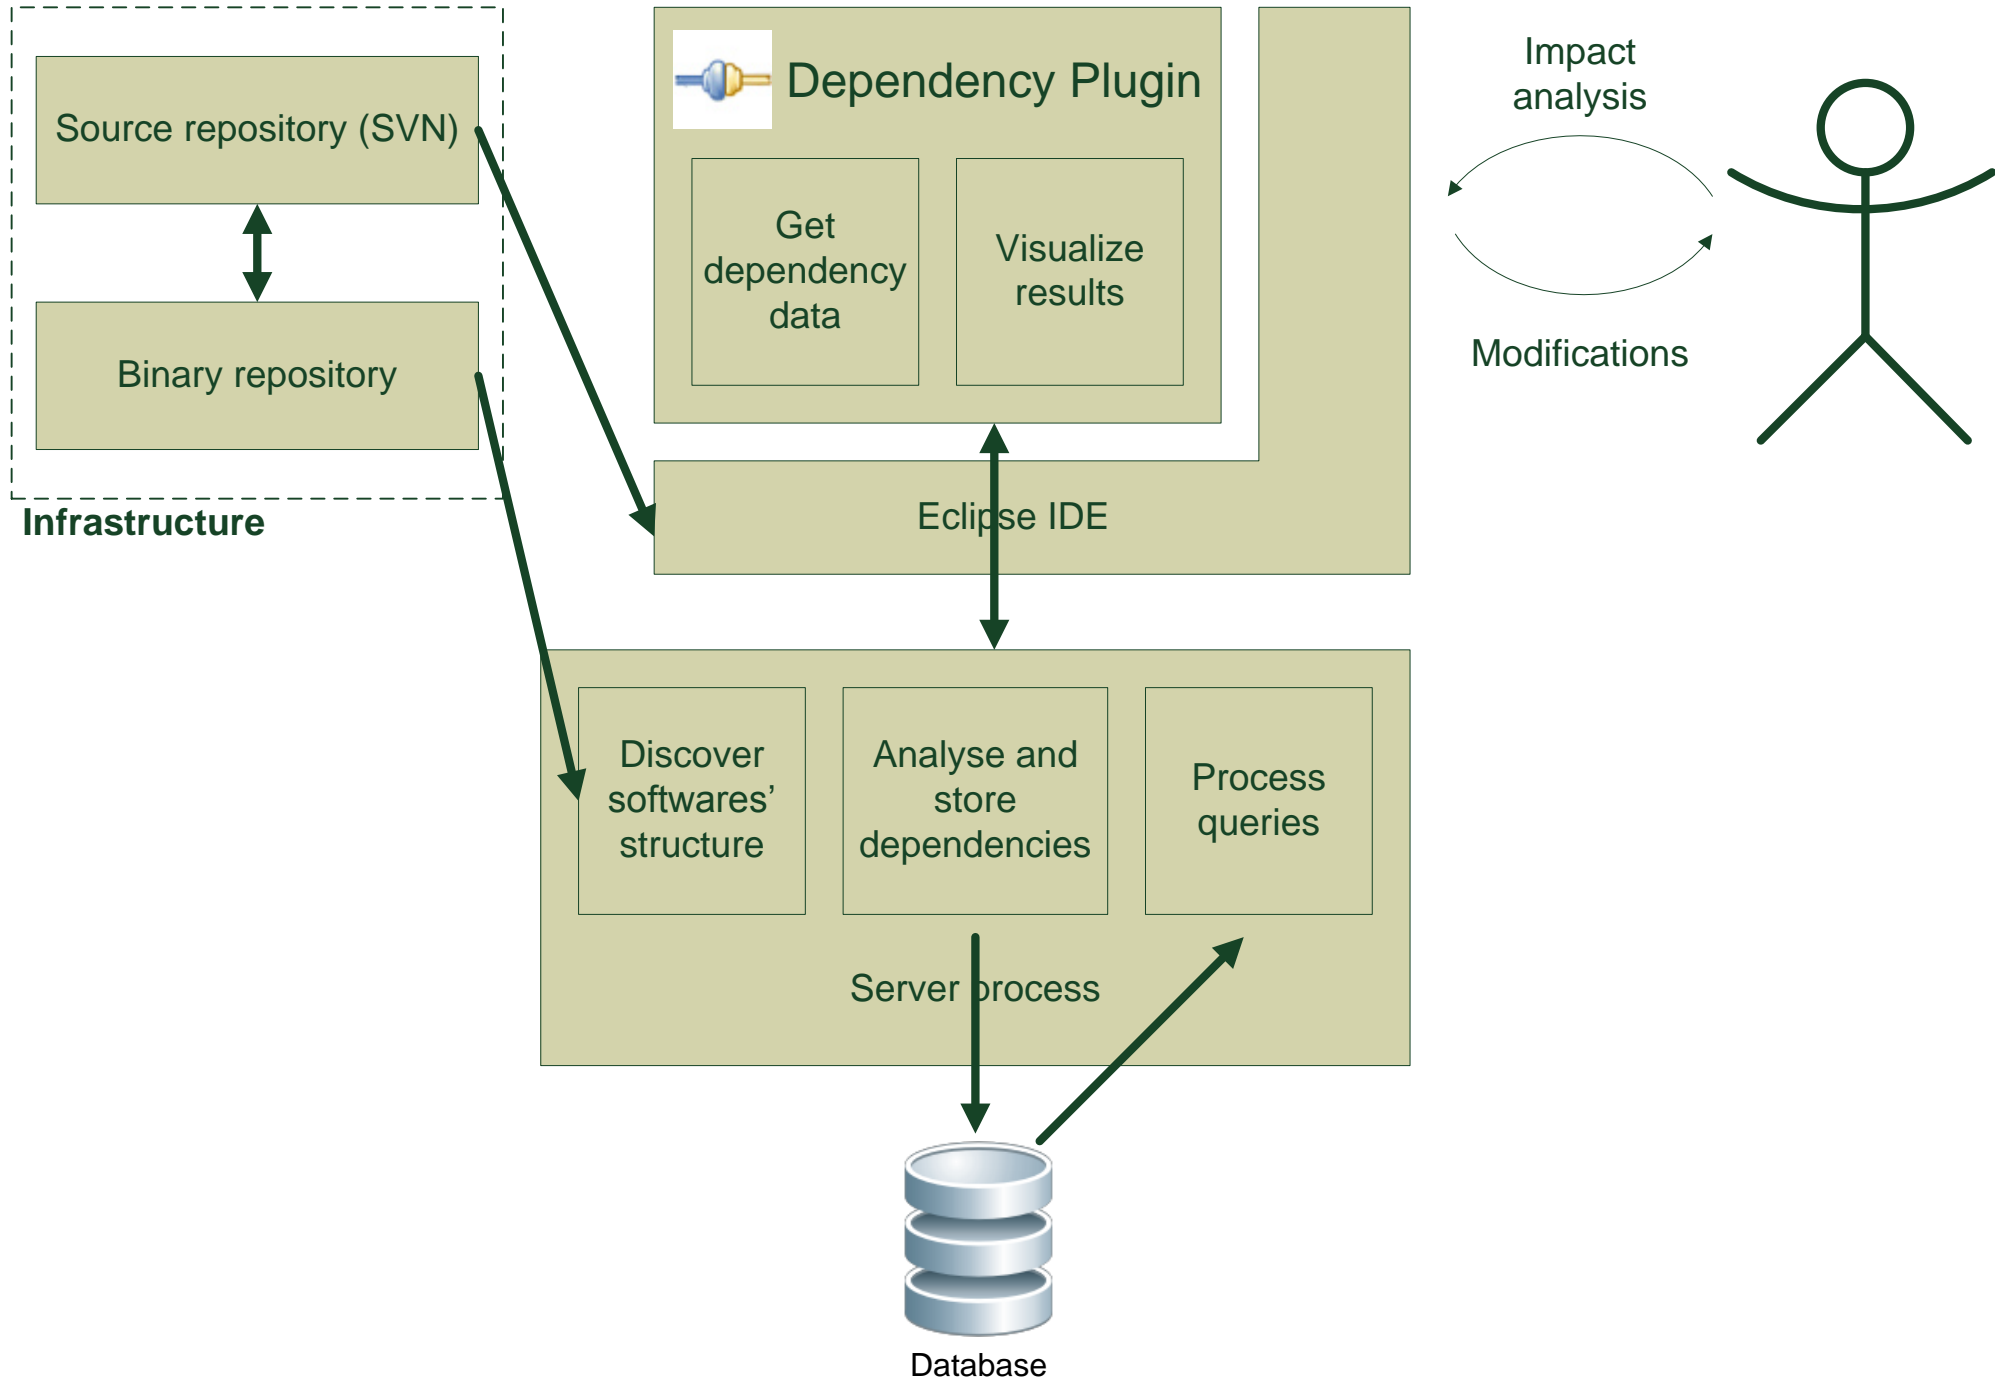 Source repository (SVN)
Binary repository
Infrastructure
Dependency Plugin
Get
dependency
data
Visualize
results
Eclipse IDE
Impact
analysis
Modifications
Discover
softwares’
structure
Analyse and
store
dependencies
Process
queries
Server process
Database